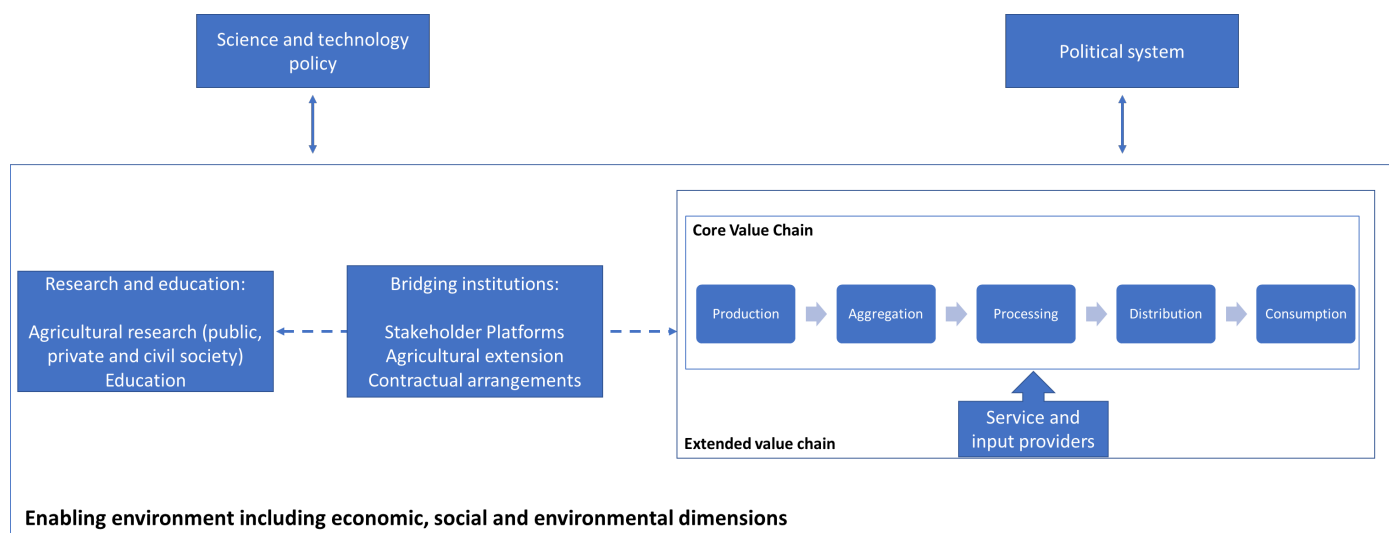 Science and technology
policy
Political system
Core Value Chain
Research and education:
Agricultural research (public,
private and civil society)
Education
Bridging institutions:
Stakeholder Platforms
Agricultural extension
Contractual arrangements
Production
Aggregation
Processing
Distribution
Consumption
Service and
input providers
Extended value chain
Enabling environment including economic, social and environmental dimensions